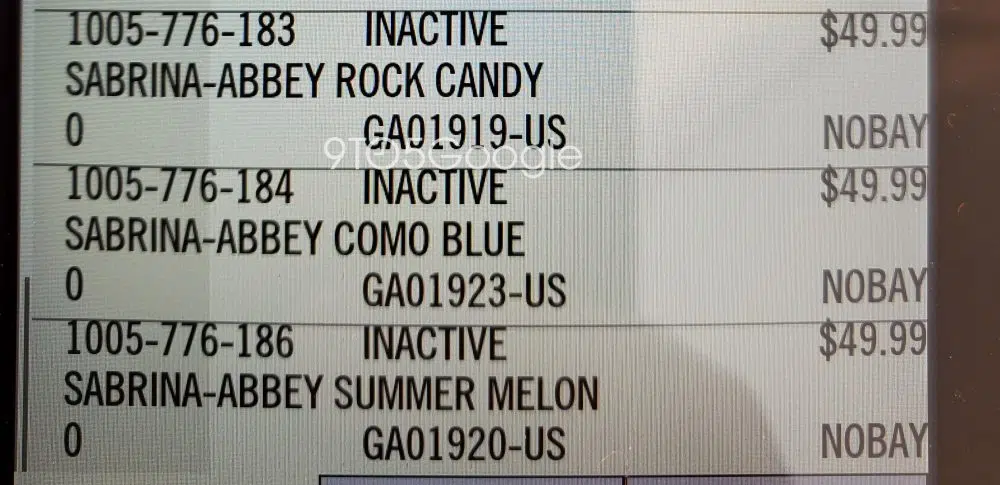 1005-776-183 INACTIVE $49.99
SABRINA-ABBEY ROCK CANDY
0 GA01919-US NOBAY
9TO5Google
1005-776-184 INACTIVE $49.99
SABRINA-ABBEY COMO BLUE
0 GA01923-US NOBAY
1005-776-186 INACTIVE $49.99
SABRINA-ABBEY SUMMER MELON
0 GA01920-US NOBAY